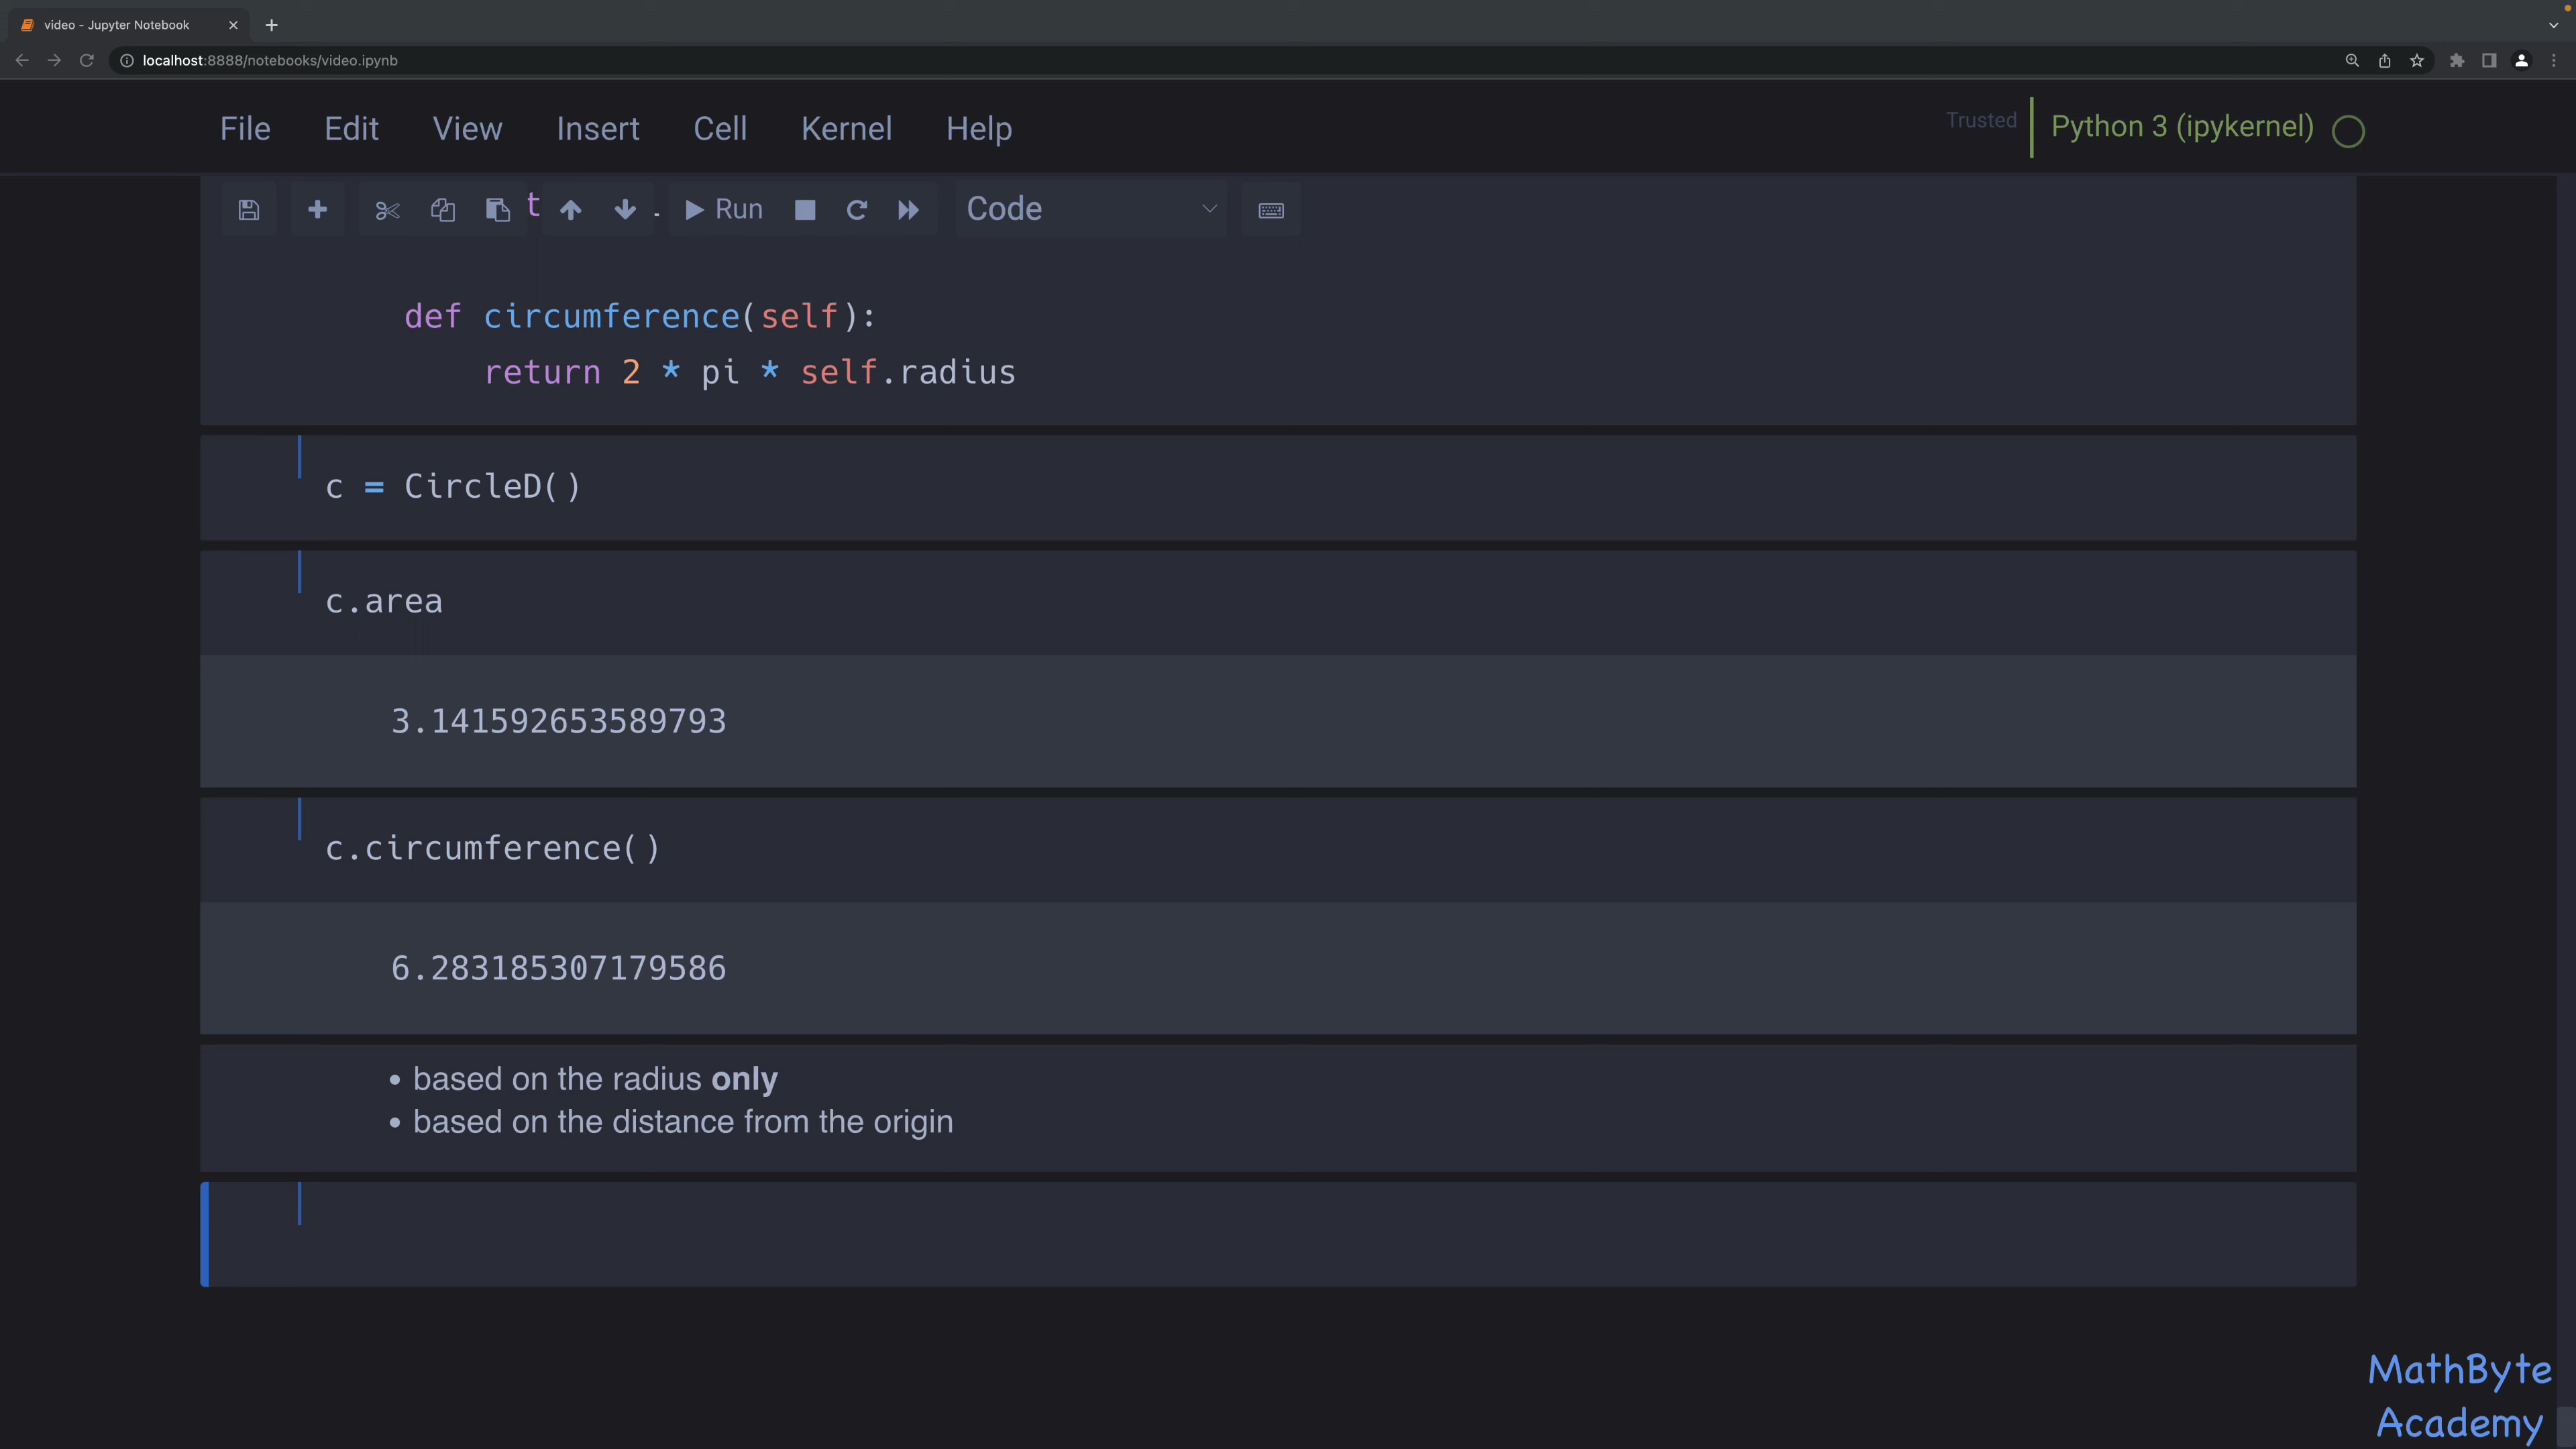 video - Jupyter Notebook
localhost:8888/notebooks/video.ipynb
File Edit View Insert Cell Kernel Help
Trusted Python 3 (ipykernel)
Run Code
def circumference(self):
return 2 * pi * self.radius
c = CircleD()
c.area
3.141592653589793
c.circumference()
6.283185307179586
• based on the radius only
• based on the distance from the origin
MathByte
Academy